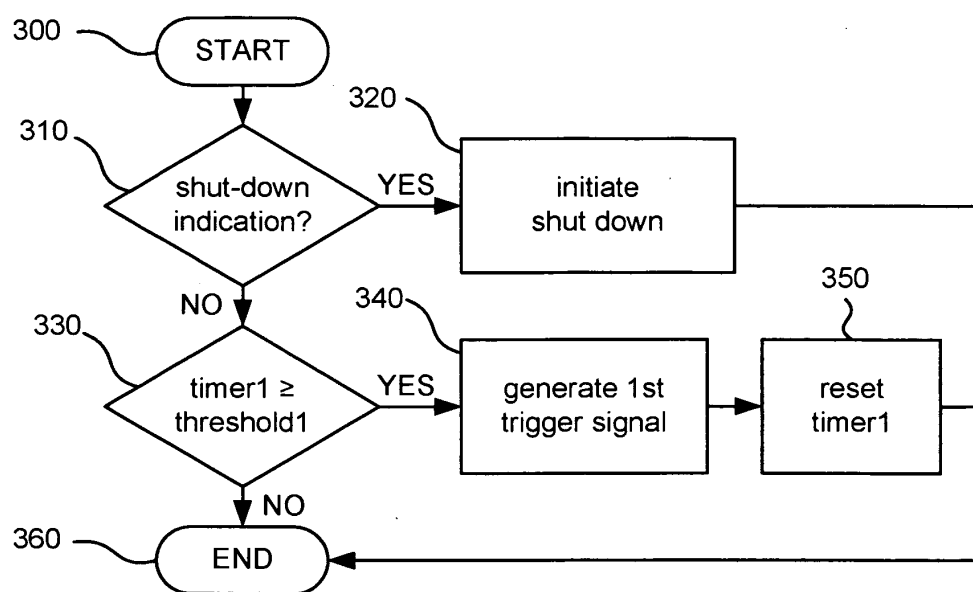 300
START
310
shut-down
indication?
YES
320
initiate
shut down
NO
330
timer1 ≥
threshold1
YES
340
generate 1st
trigger signal
350
reset
timer1
NO
360
END